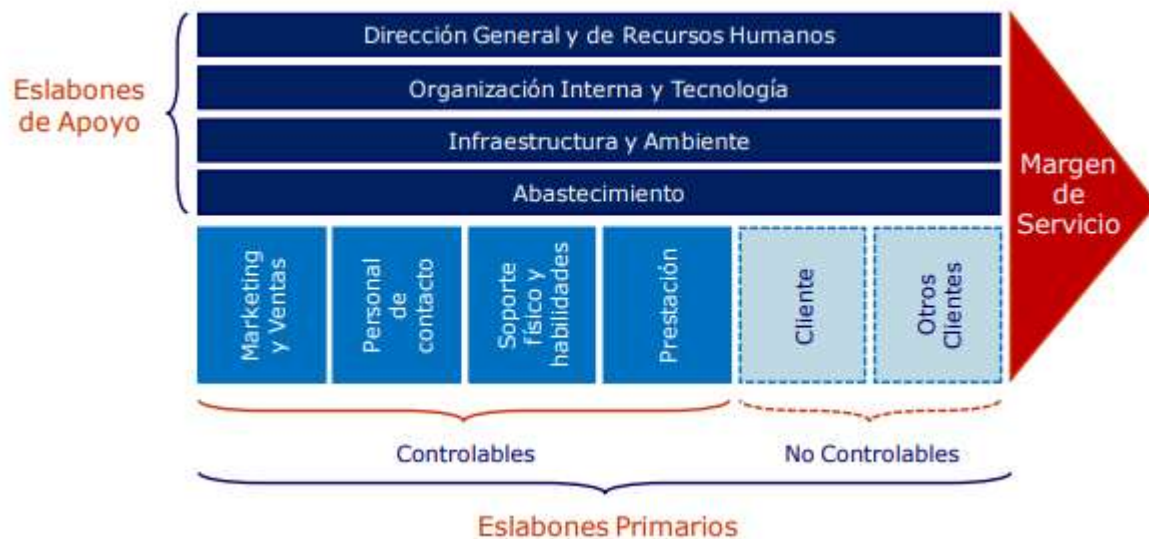 Dirección General y de Recursos Humanos
Eslabones
de Apoyo
Organización Interna y Tecnología
Infraestructura y Ambiente
Abastecimiento
Margen
de
Servicio
Marketing
y Ventas
Personal
de
contacto
Soporte
físico y
habilidades
Prestación
Cliente
Otros
Clientes
Controlables
No Controlables
Eslabones Primarios